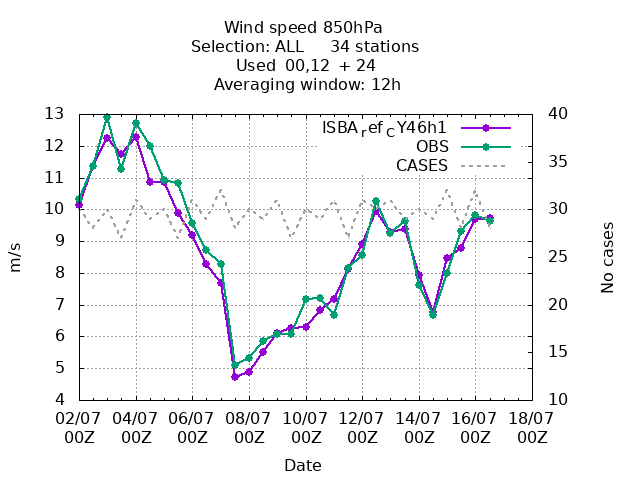 Wind speed 850hPa
Selection: ALL 34 stations
Used 00,12 + 24
Averaging window: 12h
ISBA_ref_CY46h1
OBS
CASES
13
12
11
10
9
8
7
6
5
4
m/s
40
35
30
25
20
15
10
No cases
02/07 04/07 06/07 08/07 10/07 12/07 14/07 16/07 18/07
00Z 00Z 00Z 00Z 00Z 00Z 00Z 00Z 00Z
Date